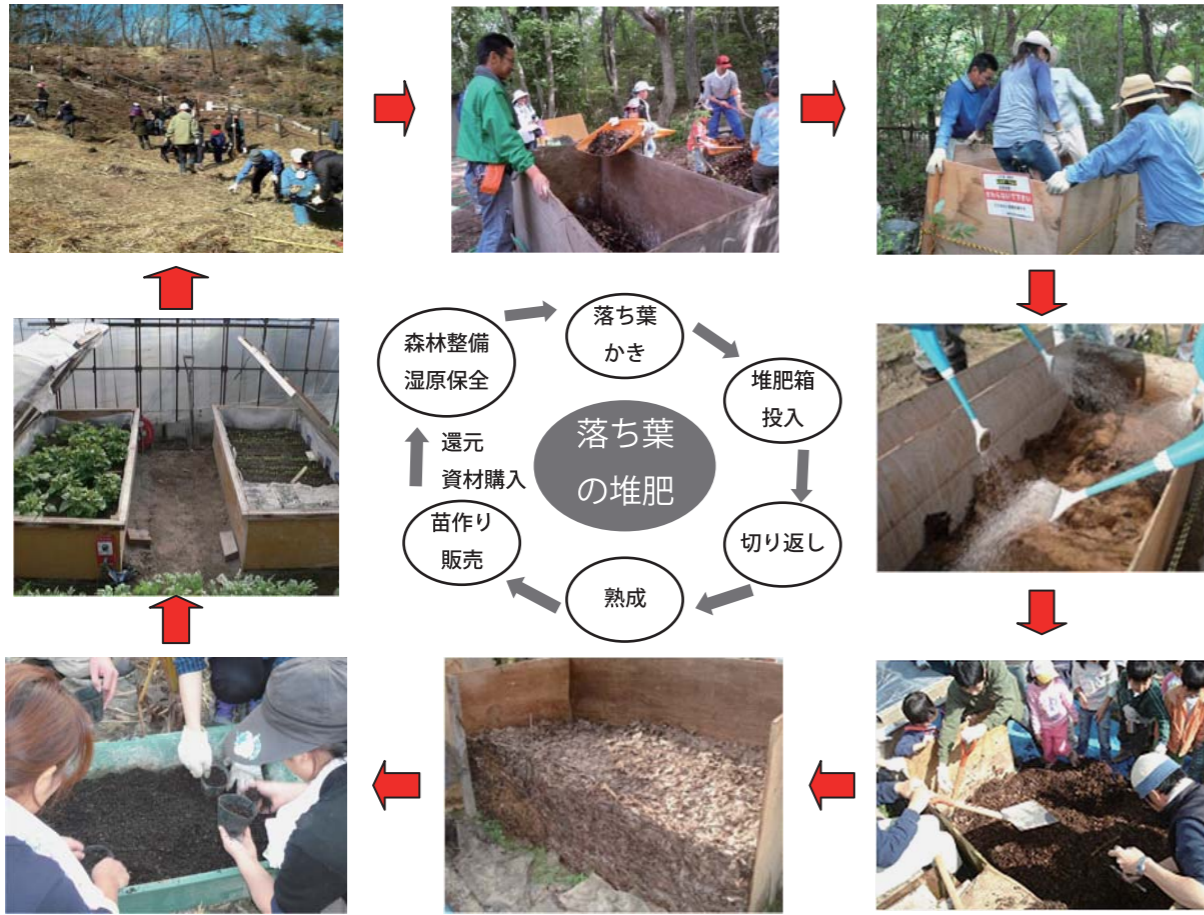 落ち葉
の堆肥
森林整備
湿原保全
落ち葉
かき
堆肥箱
投入
切り返し
熟成
苗作り
販売
還元
資材購入